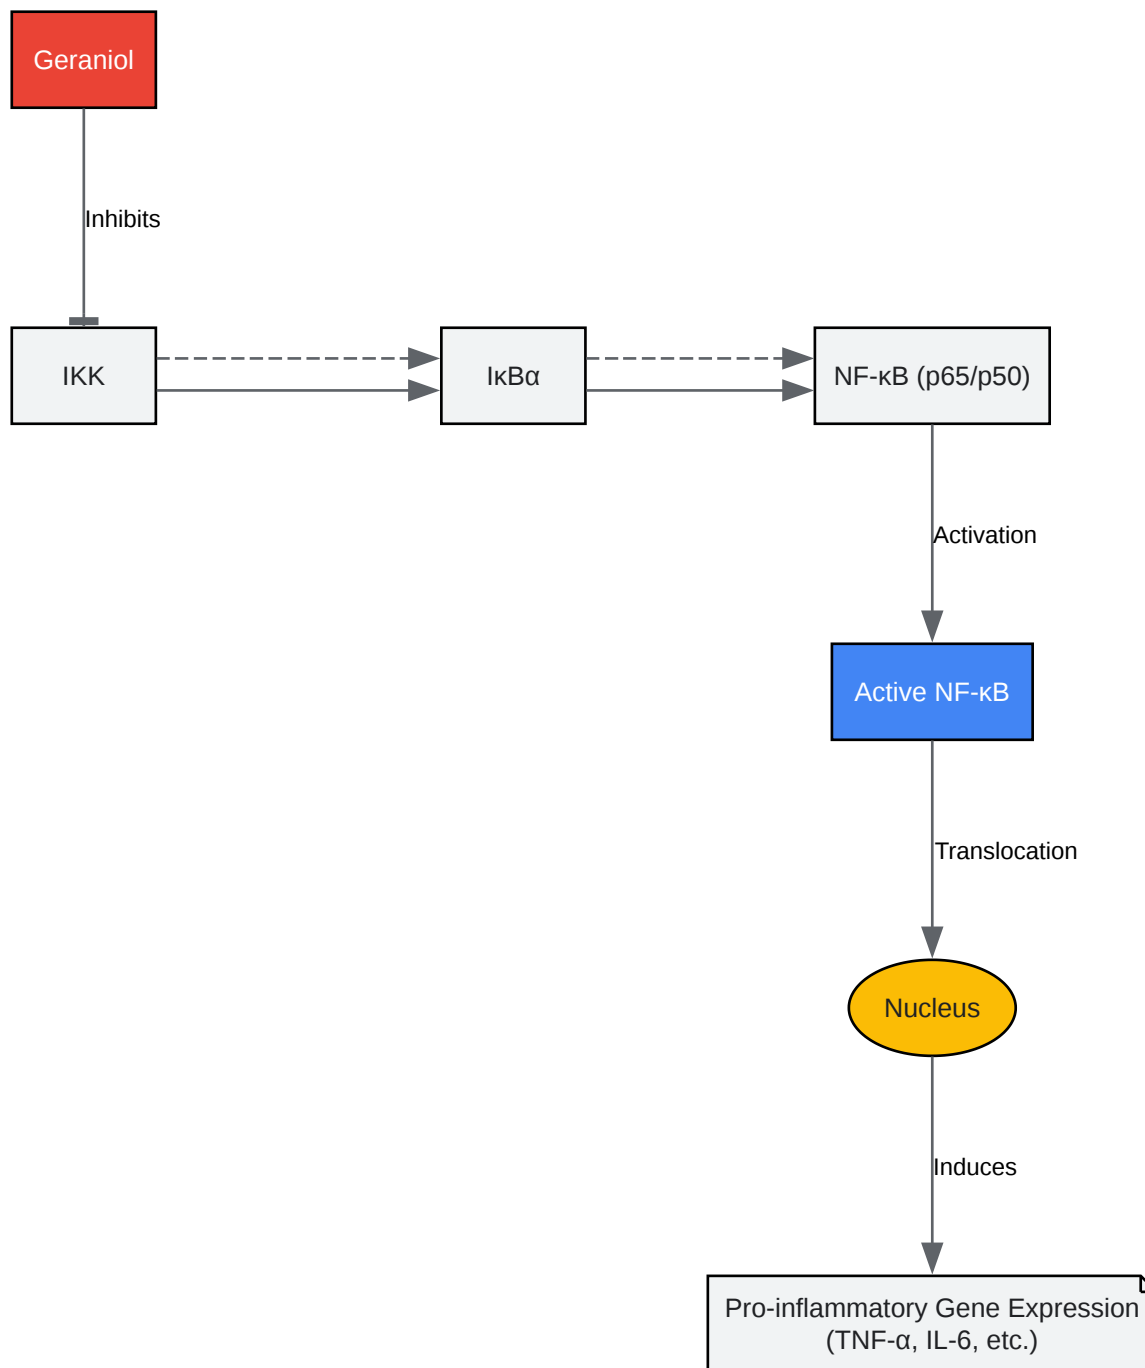 Geraniol
Inhibits
IKK
IκBα
NF-κB (p65/p50)
Activation
Active NF-κB
Translocation
Nucleus
Induces
Pro-inflammatory Gene Expression
(TNF-α, IL-6, etc.)